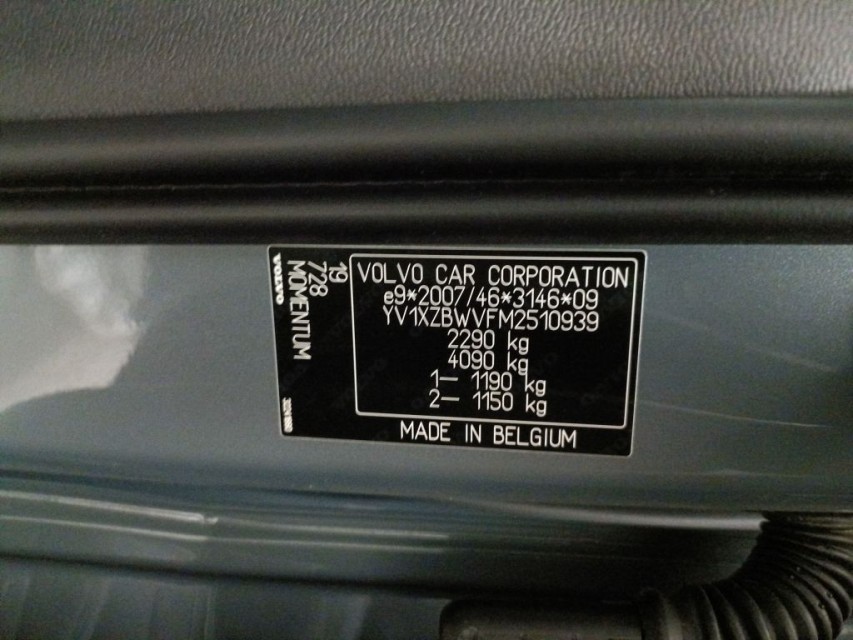 VOLVO
19
728
MOMENTUM
VOLVO CAR CORPORATION
e9*2007/46*3146*09
YV1XZBWVFM2510939
2290 kg
4090 kg
1— 1190 kg
2— 1150 kg
MADE IN BELGIUM